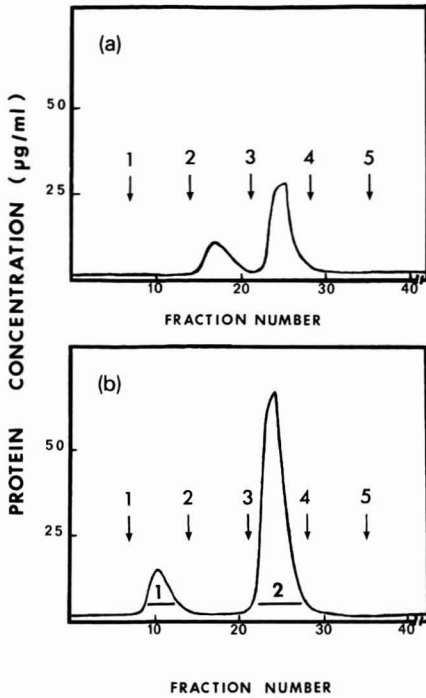 PROTEIN CONCENTRATION (µg/ml)
(a)
50
25
1 2 3 4 5
10 20 30 40
FRACTION NUMBER
(b)
50
25
1 2 3 4 5
1 2
10 20 30 40
FRACTION NUMBER